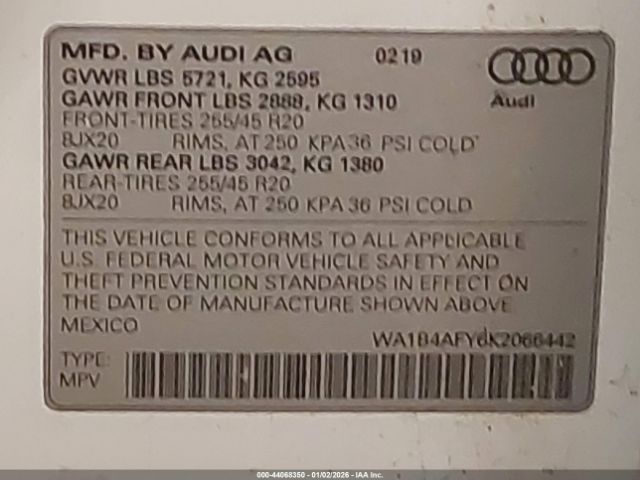 MFD. BY AUDI AG 0219
GVWR LBS 5721, KG 2595
GAWR FRONT LBS 2888, KG 1310
FRONT-TIRES 255/45 R20
8JX20 RIMS, AT 250 KPA 36 PSI COLD
GAWR REAR LBS 3042, KG 1380
REAR-TIRES 255/45 R20
8JX20 RIMS, AT 250 KPA 36 PSI COLD
Audi
THIS VEHICLE CONFORMS TO ALL APPLICABLE
U.S. FEDERAL MOTOR VEHICLE SAFETY AND
THEFT PREVENTION STANDARDS IN EFFECT ON
THE DATE OF MANUFACTURE SHOWN ABOVE.
MEXICO
WA1B4AFY6K2066442
TYPE:
MPV
000-44068350 - 01/02/2026 - IAA, Inc.